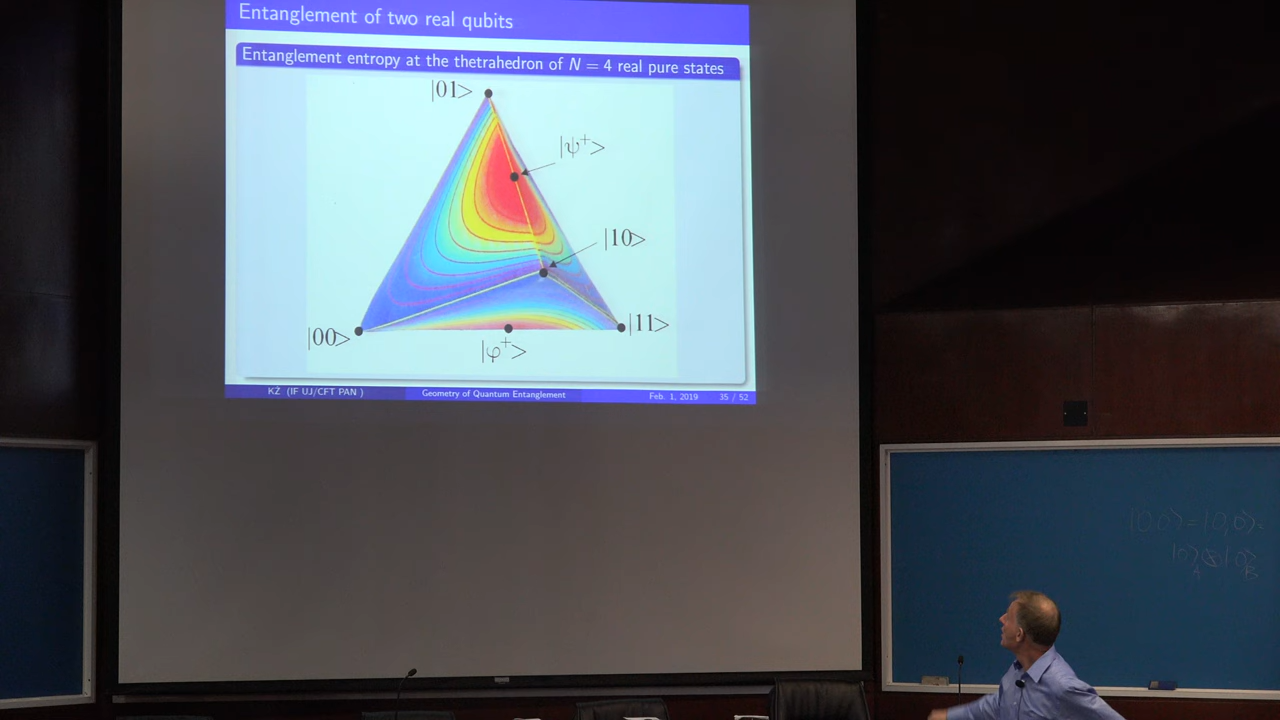 Entanglement of two real qubits
Entanglement entropy at the thetrahedron of N = 4 real pure states
|01>
|ψ⁺>
|10>
|00>
|11>
|φ⁺>
KŻ (IF UJ/CFT PAN )
Geometry of Quantum Entanglement
Feb. 1, 2019
35 / 52